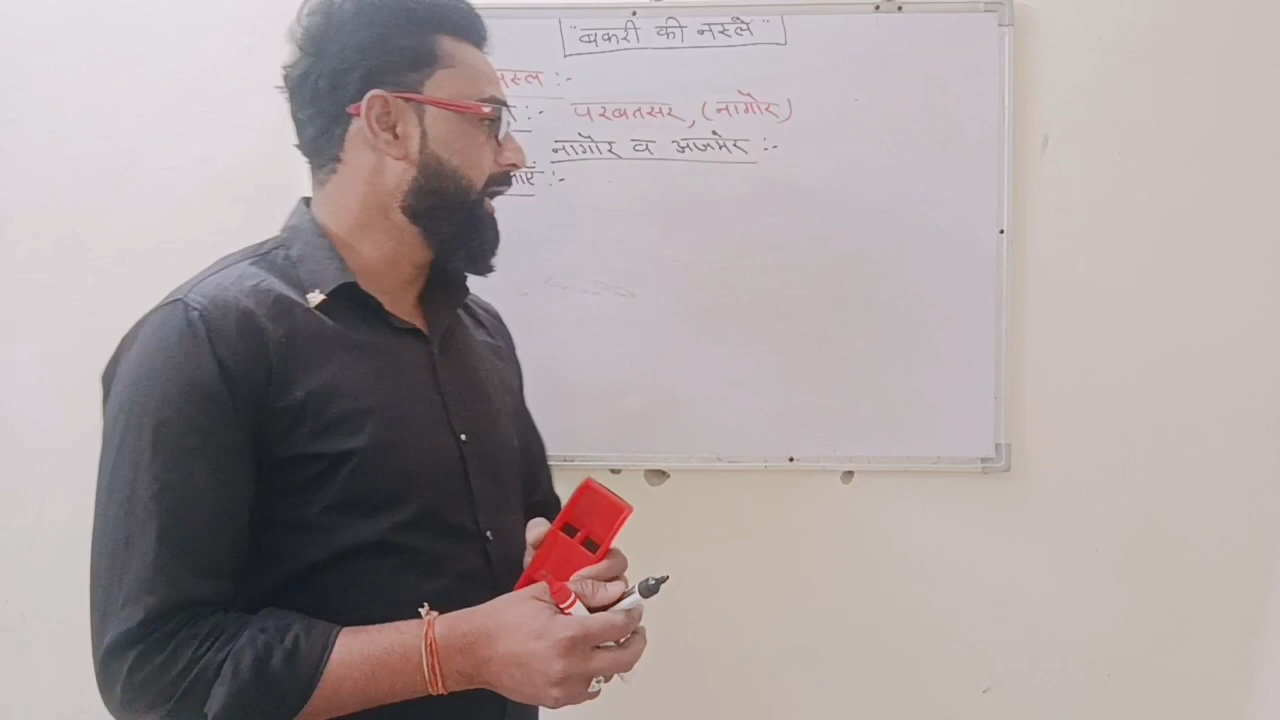 "बकरी की नस्ले"
नस्ल :-
:- परबतसर, (नागौर)
नागौर व अजमेर :-
:-